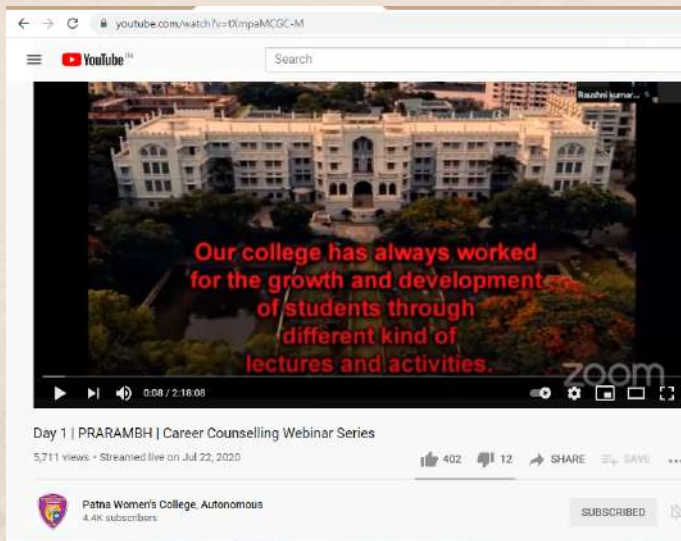 youtube.com/watch?v=tXmpaMCGC-M
YouTube IN
Search
Raushni kumar...
Our college has always worked
for the growth and development
of students through
different kind of
lectures and activities.
zoom
0:08 / 2:18:08
Day 1 | PRARAMBH | Career Counselling Webinar Series
5,711 views • Streamed live on Jul 22, 2020
402 12 SHARE SAVE ...
Patna Women's College, Autonomous
4.4K subscribers
SUBSCRIBED